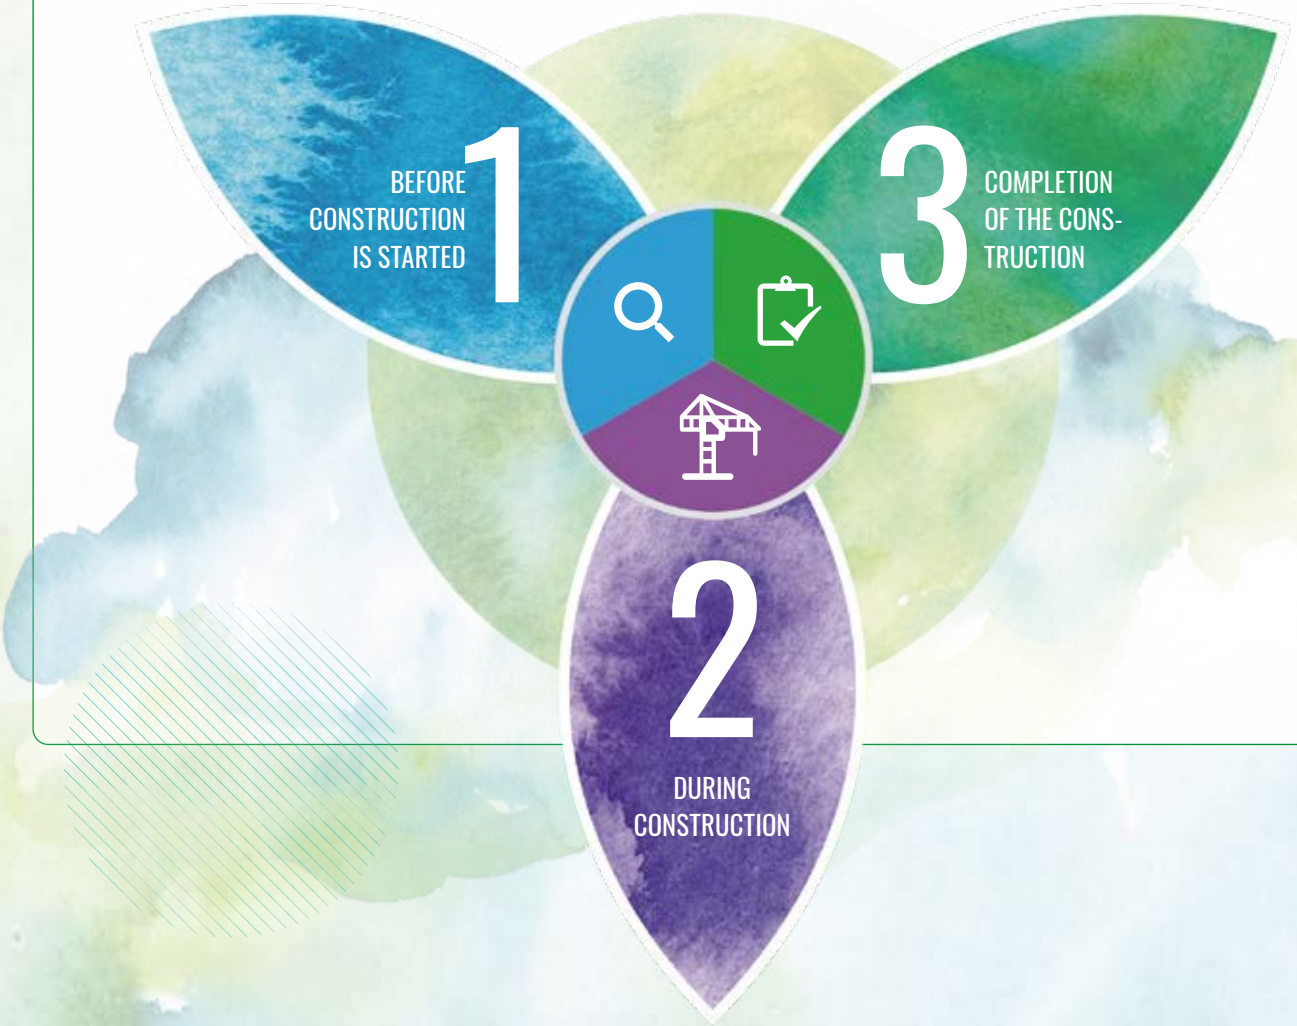 1
BEFORE
CONSTRUCTION
IS STARTED
2
DURING
CONSTRUCTION
3
COMPLETION
OF THE CONS-
TRUCTION